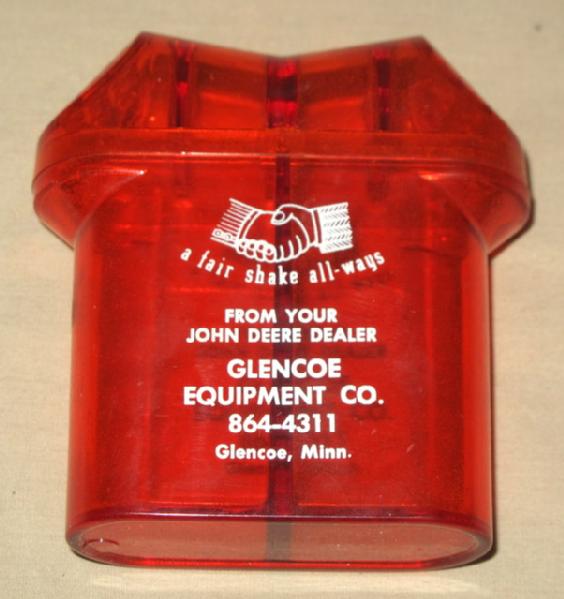 a fair shake all-ways
FROM YOUR
JOHN DEERE DEALER
GLENCOE
EQUIPMENT CO.
864-4311
Glencoe, Minn.